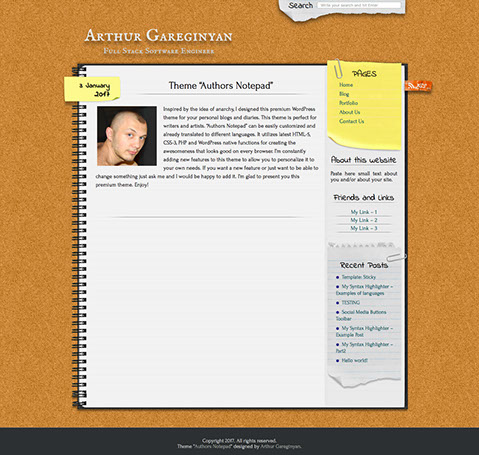 Search Write your search and hit Enter
Arthur Gareginyan
Full Stack Software Engineer
3 January
2017
Theme "Authors Notepad"
Inspired by the idea of anarchy, I designed this premium WordPress
theme for your personal blogs and diaries. This theme is perfect for
writers and artists. "Authors Notepad" can be easily customized and
already translated to different languages. It utilizes latest HTML-5,
CSS-3, PHP and WordPress native functions for creating the
awesomeness that looks good on every browser. I'm constantly
adding new features to this theme to allow you to personalize it to
your own needs. If you want a new feature or just want to be able to
change something just ask me and I would be happy to add it. I'm glad to present you this
premium theme. Enjoy!
PAGES
Home
Blog
Portfolio
About Us
Contact Us
About this website
Paste here small text about
you and/or about your site.
Friends and Links
My Link - 1
My Link - 2
My Link - 3
Recent Posts
Template: Sticky
My Syntax Highlighter -
Examples of languages
TESTING
Social Media Buttons
Toolbar
My Syntax Highlighter -
Example Post
My Syntax Highlighter -
Part2
Hello world!
Copyright 2017. All rights reserved.
Theme "Authors Notepad" designed by Arthur Gareginyan.